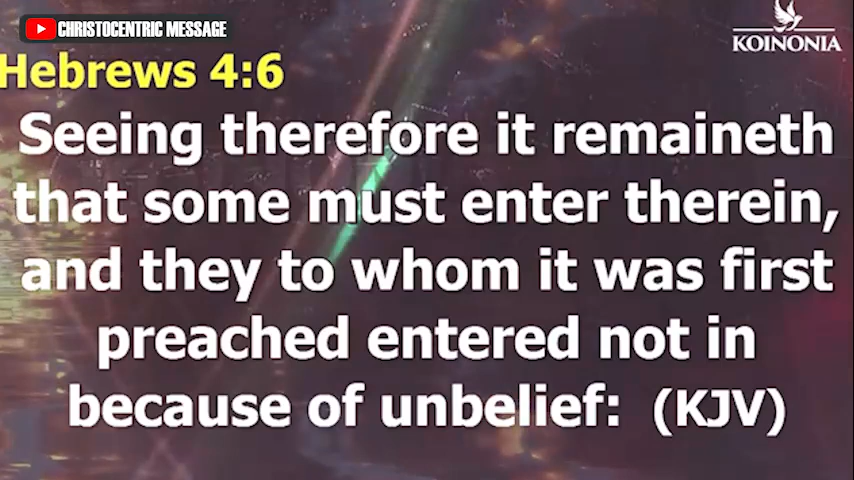 CHRISTOCENTRIC MESSAGE
KOINONIA
Hebrews 4:6
Seeing therefore it remaineth
that some must enter therein,
and they to whom it was first
preached entered not in
because of unbelief: (KJV)